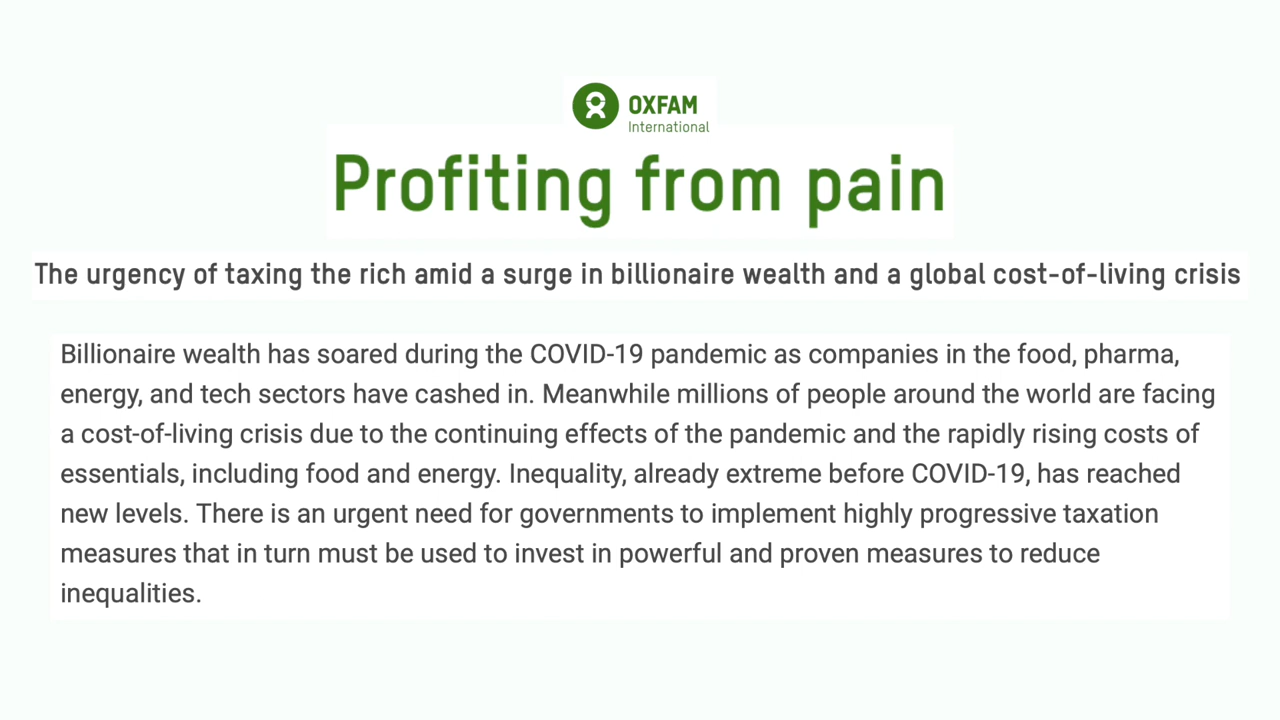 OXFAM
International
Profiting from pain
The urgency of taxing the rich amid a surge in billionaire wealth and a global cost-of-living crisis
Billionaire wealth has soared during the COVID-19 pandemic as companies in the food, pharma,
energy, and tech sectors have cashed in. Meanwhile millions of people around the world are facing
a cost-of-living crisis due to the continuing effects of the pandemic and the rapidly rising costs of
essentials, including food and energy. Inequality, already extreme before COVID-19, has reached
new levels. There is an urgent need for governments to implement highly progressive taxation
measures that in turn must be used to invest in powerful and proven measures to reduce
inequalities.